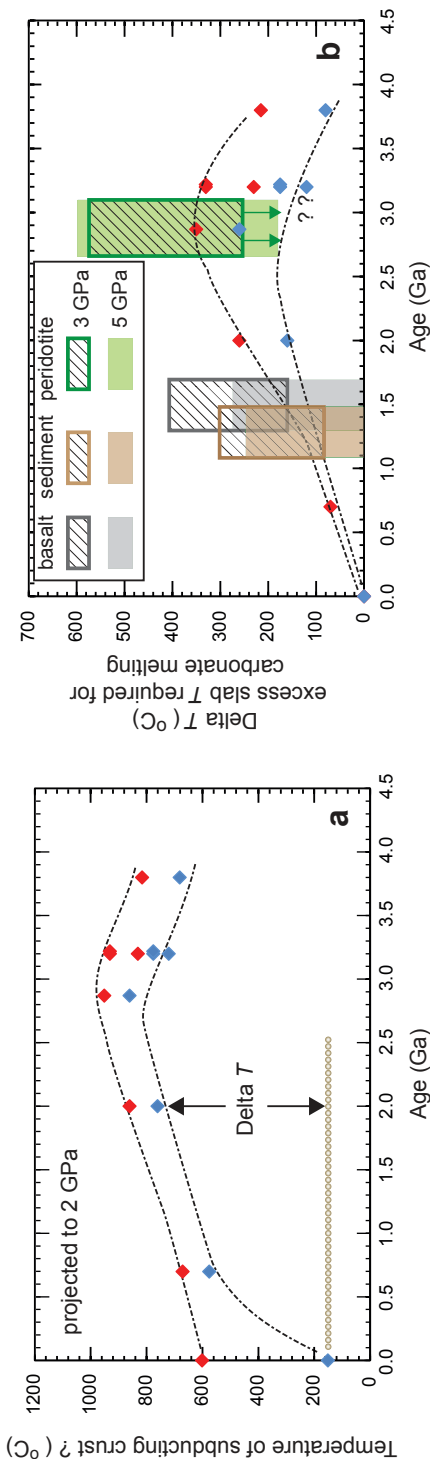 Temperature of subducting crust ? (°C)
1200
1000
800
600
400
200
0
projected to 2 GPa
Delta T
a
0.0 0.5 1.0 1.5 2.0 2.5 3.0 3.5 4.0 4.5
Age (Ga)
Delta T (°C)
excess slab T required for
carbonate melting
700
600
500
400
300
200
100
0
basalt sediment peridotite
3 GPa
5 GPa
b
? ?
0.0 0.5 1.0 1.5 2.0 2.5 3.0 3.5 4.0 4.5
Age (Ga)